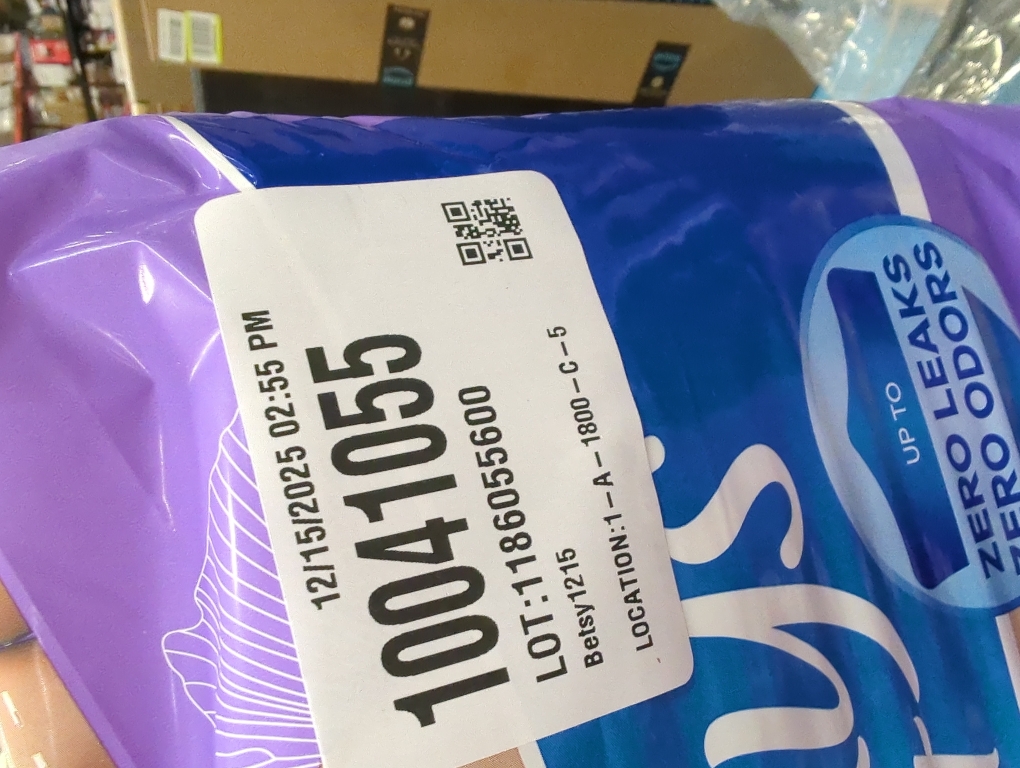 12/15/2025 02:55 PM
10041055
LOT:1186055600
Betsy1215
LOCATION:1-A-1800-C-5
ys
UP TO
ZERO LEAKS
ZERO ODORS